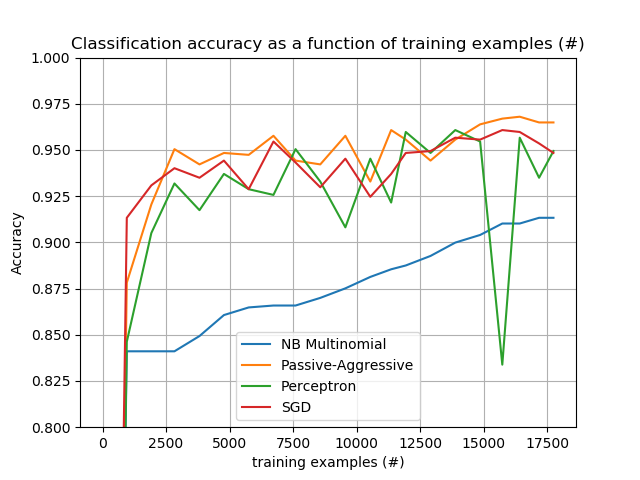 Classification accuracy as a function of training examples (#)
1.000
0.975
0.950
0.925
0.900
0.875
0.850
0.825
0.800
Accuracy
NB Multinomial
Passive-Aggressive
Perceptron
SGD
0 2500 5000 7500 10000 12500 15000 17500
training examples (#)